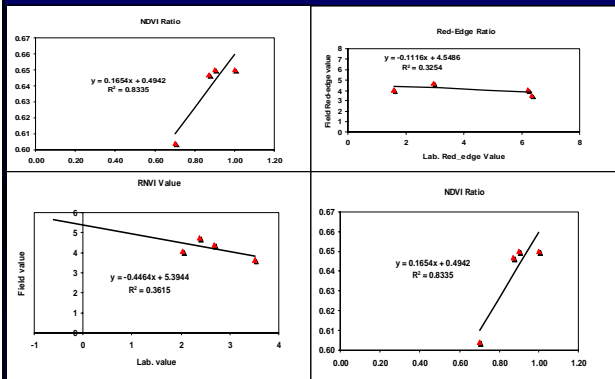 NDVI Ratio
0.67
0.66
0.65
0.64
0.63
0.62
0.61
0.60
y = 0.1654x + 0.4942
R² = 0.8335
0.00 0.20 0.40 0.60 0.80 1.00 1.20
Red-Edge Ratio
Field Red-edge value
8
7
6
5
4
3
2
1
0
y = -0.1116x + 4.5486
R² = 0.3254
0 2 4 6 8
Lab. Red_edge Value
RNVI Value
Field value
6
5
4
3
2
1
0
y = -0.4464x + 5.3944
R² = 0.3615
-1 0 1 2 3 4
Lab. value
NDVI Ratio
0.67
0.66
0.65
0.64
0.63
0.62
0.61
0.60
y = 0.1654x + 0.4942
R² = 0.8335
0.00 0.20 0.40 0.60 0.80 1.00 1.20